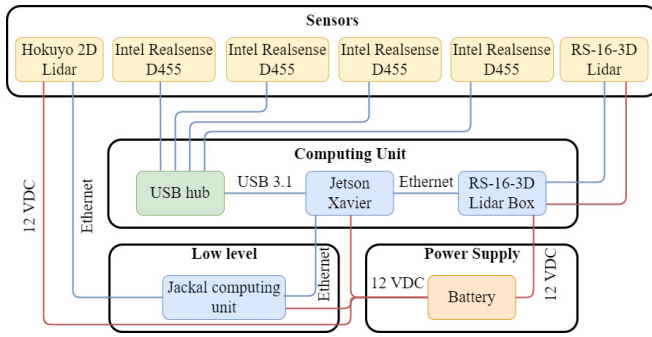 Sensors
Hokuyo 2D
Lidar
Intel Realsense
D455
Intel Realsense
D455
Intel Realsense
D455
Intel Realsense
D455
RS-16-3D
Lidar
Computing Unit
USB hub
USB 3.1
Jetson
Xavier
Ethernet
RS-16-3D
Lidar Box
12 VDC
Ethernet
Low level
Jackal computing
unit
Ethernet
Power Supply
12 VDC
Battery
12 VDC